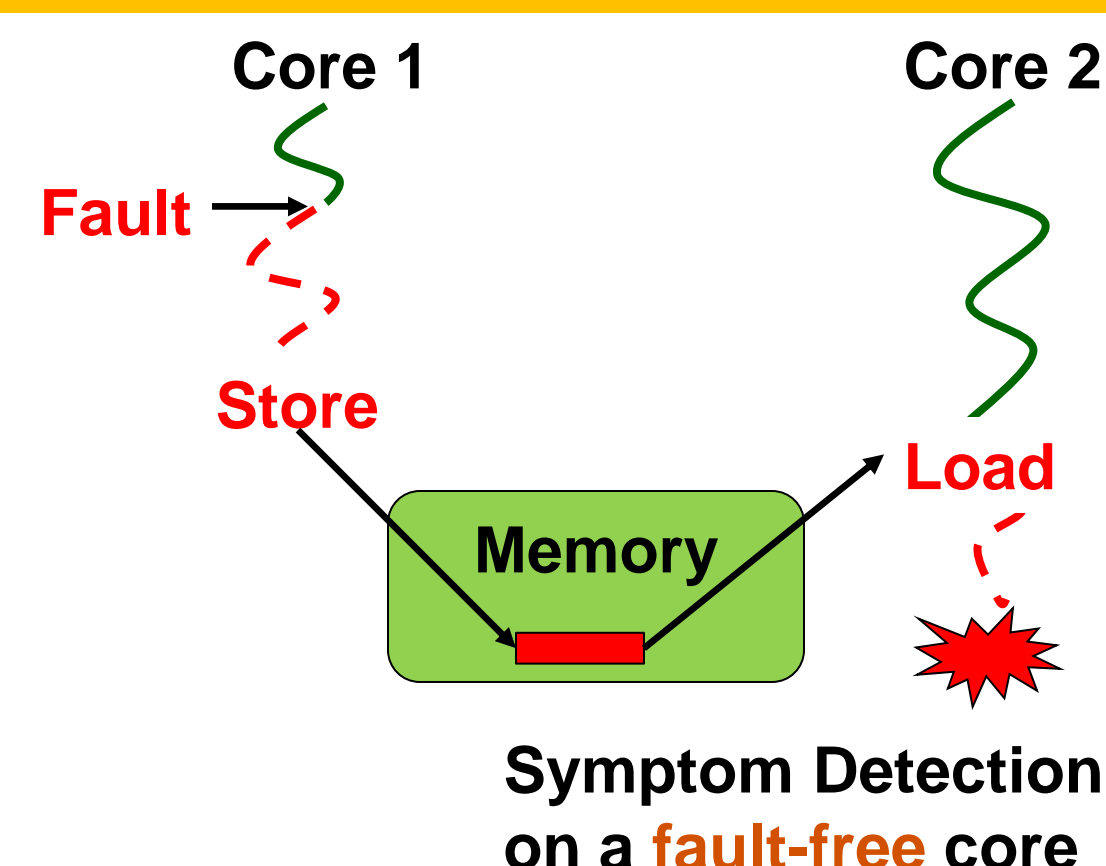 Core 1
Core 2
Fault
Store
Load
Memory
Symptom Detection
on a fault-free core